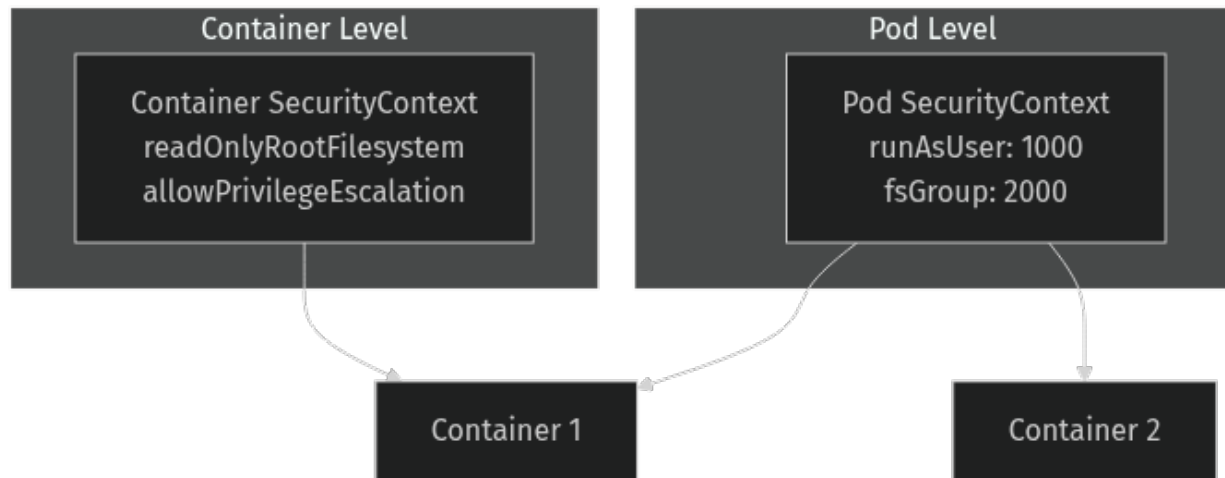 Container Level
Container SecurityContext
readOnlyRootFilesystem
allowPrivilegeEscalation
Pod Level
Pod SecurityContext
runAsUser: 1000
fsGroup: 2000
Container 1
Container 2